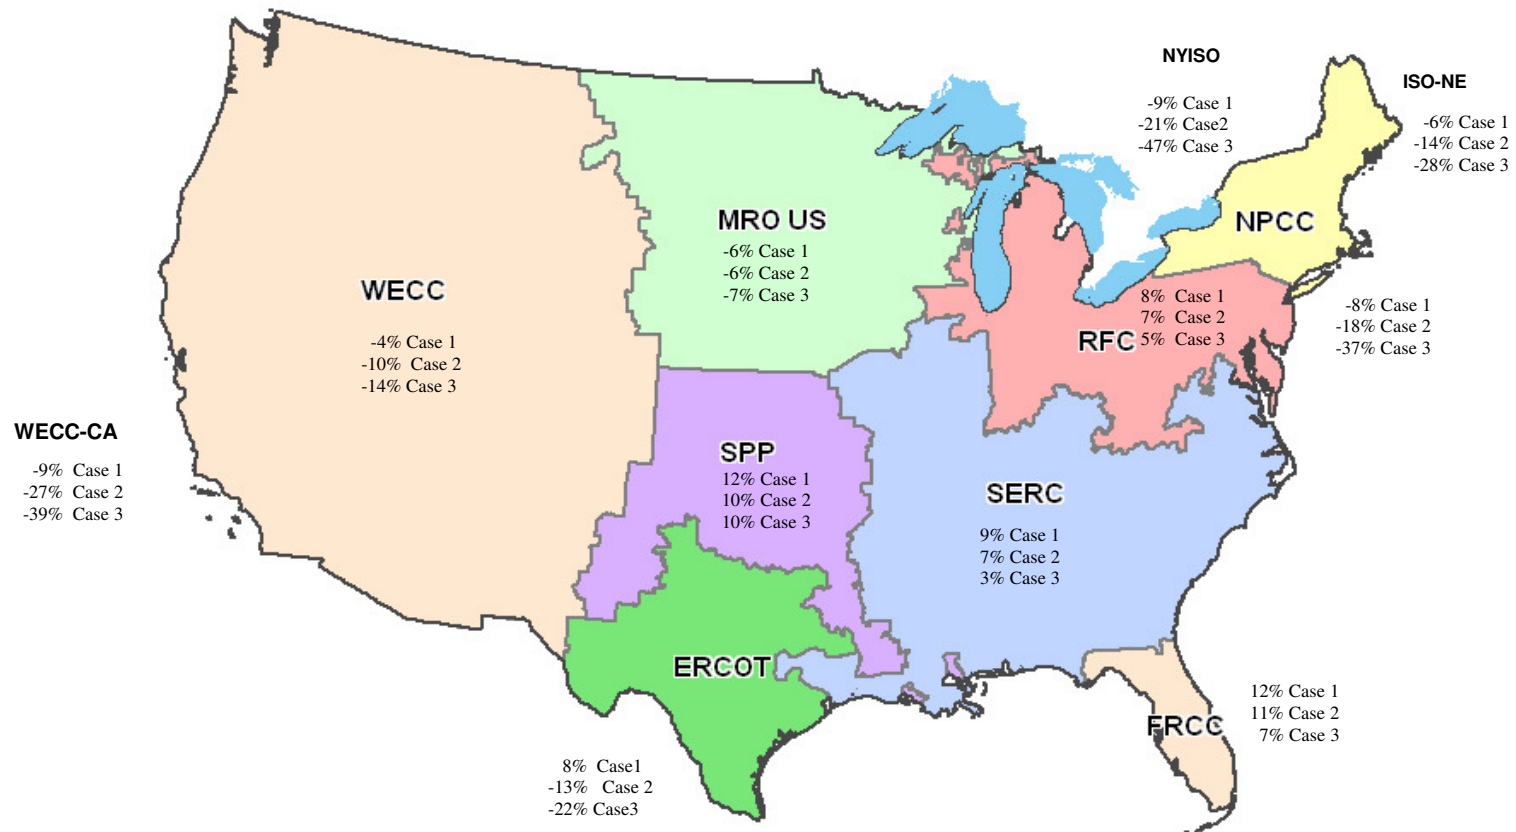 NYISO
-9% Case 1
-21% Case2
-47% Case 3
ISO-NE
-6% Case 1
-14% Case 2
-28% Case 3
NPCC
-8% Case 1
-18% Case 2
-37% Case 3
MRO US
-6% Case 1
-6% Case 2
-7% Case 3
WECC
-4% Case 1
-10% Case 2
-14% Case 3
RFC
8% Case 1
7% Case 2
5% Case 3
WECC-CA
-9% Case 1
-27% Case 2
-39% Case 3
SPP
12% Case 1
10% Case 2
10% Case 3
SERC
9% Case 1
7% Case 2
3% Case 3
ERCOT
8% Case1
-13% Case 2
-22% Case3
FRCC
12% Case 1
11% Case 2
7% Case 3